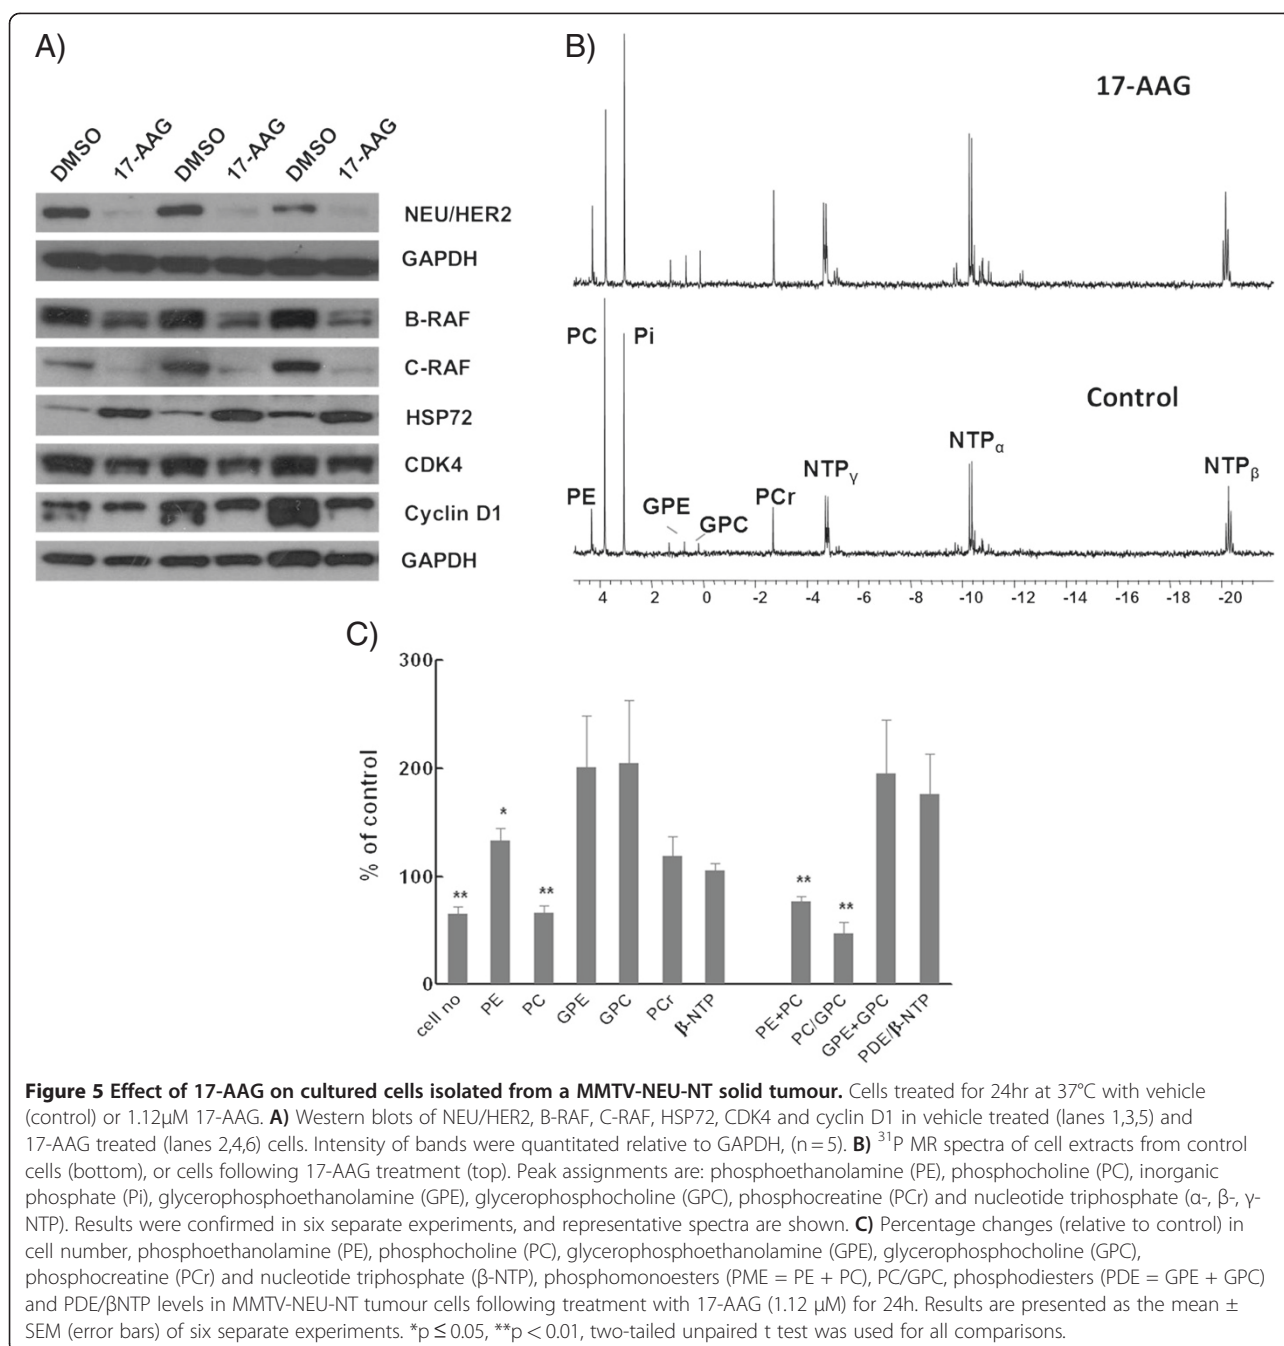 A)
DMSO 17-AAG DMSO 17-AAG DMSO 17-AAG
NEU/HER2
GAPDH
B-RAF
C-RAF
HSP72
CDK4
Cyclin D1
GAPDH
B)
17-AAG
PC Pi
Control
PE GPE GPC PCr NTPγ NTPα NTPβ
4 2 0 -2 -4 -6 -8 -10 -12 -14 -16 -18 -20
C)
% of control
300
200
100
0
** * ** ** **
cell no PE PC GPE GPC PCr β-NTP PE+PC PC/GPC GPE+GPC PDE/β-NTP
Figure 5 Effect of 17-AAG on cultured cells isolated from a MMTV-NEU-NT solid tumour. Cells treated for 24hr at 37°C with vehicle
(control) or 1.12μM 17-AAG. A) Western blots of NEU/HER2, B-RAF, C-RAF, HSP72, CDK4 and cyclin D1 in vehicle treated (lanes 1,3,5) and
17-AAG treated (lanes 2,4,6) cells. Intensity of bands were quantitated relative to GAPDH, (n = 5). B) ³¹P MR spectra of cell extracts from control
cells (bottom), or cells following 17-AAG treatment (top). Peak assignments are: phosphoethanolamine (PE), phosphocholine (PC), inorganic
phosphate (Pi), glycerophosphoethanolamine (GPE), glycerophosphocholine (GPC), phosphocreatine (PCr) and nucleotide triphosphate (α-, β-, γ-
NTP). Results were confirmed in six separate experiments, and representative spectra are shown. C) Percentage changes (relative to control) in
cell number, phosphoethanolamine (PE), phosphocholine (PC), glycerophosphoethanolamine (GPE), glycerophosphocholine (GPC),
phosphocreatine (PCr) and nucleotide triphosphate (β-NTP), phosphomonoesters (PME = PE + PC), PC/GPC, phosphodiesters (PDE = GPE + GPC)
and PDE/βNTP levels in MMTV-NEU-NT tumour cells following treatment with 17-AAG (1.12 μM) for 24h. Results are presented as the mean ±
SEM (error bars) of six separate experiments. *p ≤ 0.05, **p < 0.01, two-tailed unpaired t test was used for all comparisons.